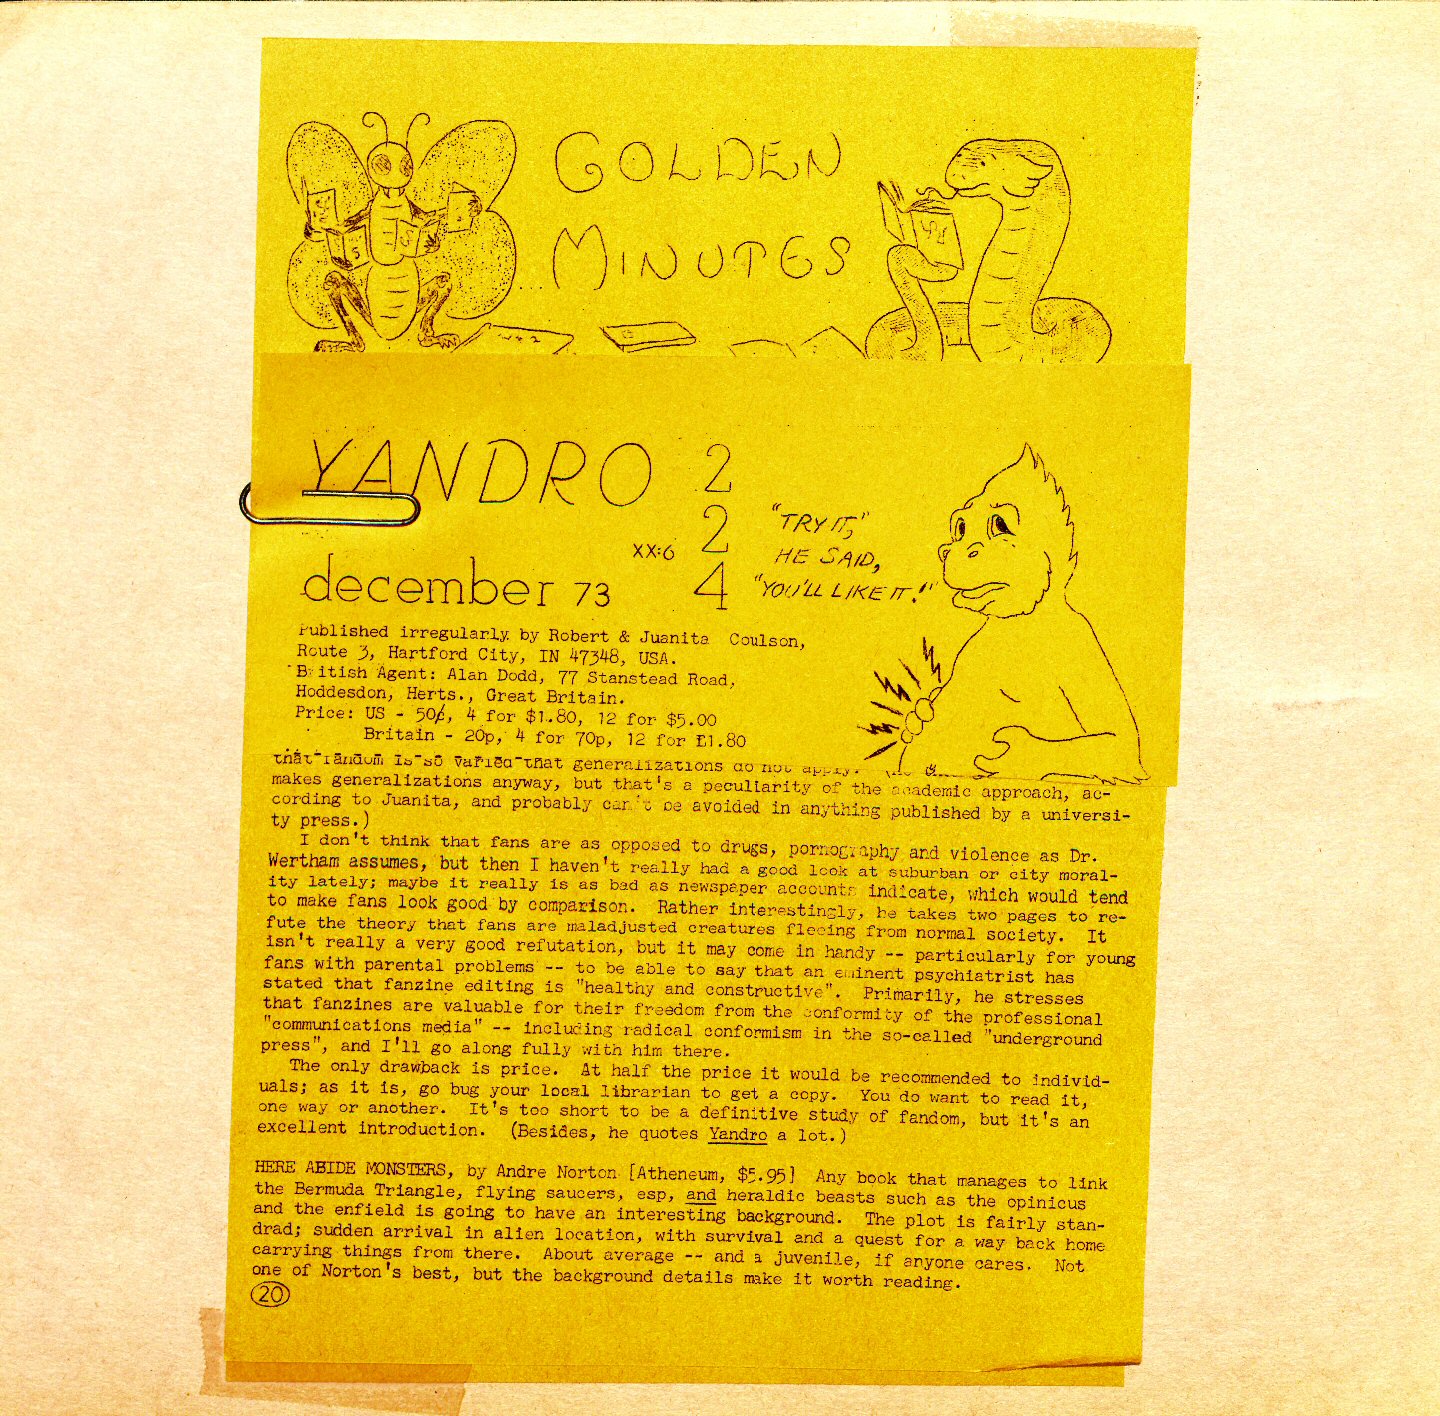 GOLDEN
MINUTES
YANDRO 224
XX:6
december 73
"TRY IT,"
HE SAID,
"YOU'LL LIKE IT!"
Published irregularly by Robert & Juanita Coulson,
Route 3, Hartford City, IN 47348, USA.
British Agent: Alan Dodd, 77 Stanstead Road,
Hoddesdon, Herts., Great Britain.
Price: US - 50¢, 4 for $1.80, 12 for $5.00
Britain - 20p, 4 for 70p, 12 for £1.80
that fandom is so varied that generalizations do not apply.
makes generalizations anyway, but that's a peculiarity of the academic approach, ac-
cording to Juanita, and probably can't be avoided in anything published by a universi-
ty press.)
I don't think that fans are as opposed to drugs, pornography and violence as Dr.
Wertham assumes, but then I haven't really had a good look at suburban or city moral-
ity lately; maybe it really is as bad as newspaper accounts indicate, which would tend
to make fans look good by comparison. Rather interestingly, he takes two pages to re-
fute the theory that fans are maladjusted creatures fleeing from normal society. It
isn't really a very good refutation, but it may come in handy -- particularly for young
fans with parental problems -- to be able to say that an eminent psychiatrist has
stated that fanzine editing is "healthy and constructive". Primarily, he stresses
that fanzines are valuable for their freedom from the conformity of the professional
"communications media" -- including radical conformism in the so-called "underground
press", and I'll go along fully with him there.
The only drawback is price. At half the price it would be recommended to individ-
uals; as it is, go bug your local librarian to get a copy. You do want to read it,
one way or another. It's too short to be a definitive study of fandom, but it's an
excellent introduction. (Besides, he quotes Yandro a lot.)
HERE ABIDE MONSTERS, by Andre Norton [Atheneum, $5.95] Any book that manages to link
the Bermuda Triangle, flying saucers, esp, and heraldic beasts such as the opinicus
and the enfield is going to have an interesting background. The plot is fairly stan-
drad; sudden arrival in alien location, with survival and a quest for a way back home
carrying things from there. About average -- and a juvenile, if anyone cares. Not
one of Norton's best, but the background details make it worth reading.
20